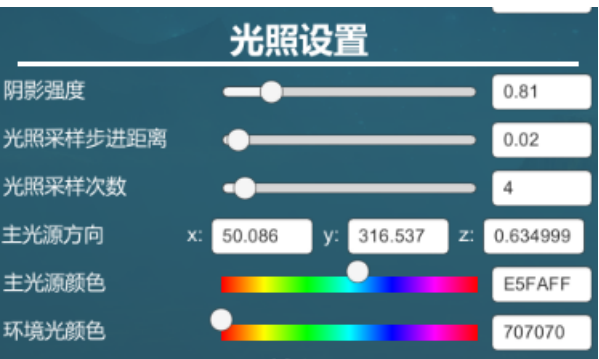 光照设置
阴影强度 0.81
光照采样步进距离 0.02
光照采样次数 4
主光源方向 x: 50.086 y: 316.537 z: 0.634999
主光源颜色 E5FAFF
环境光颜色 707070